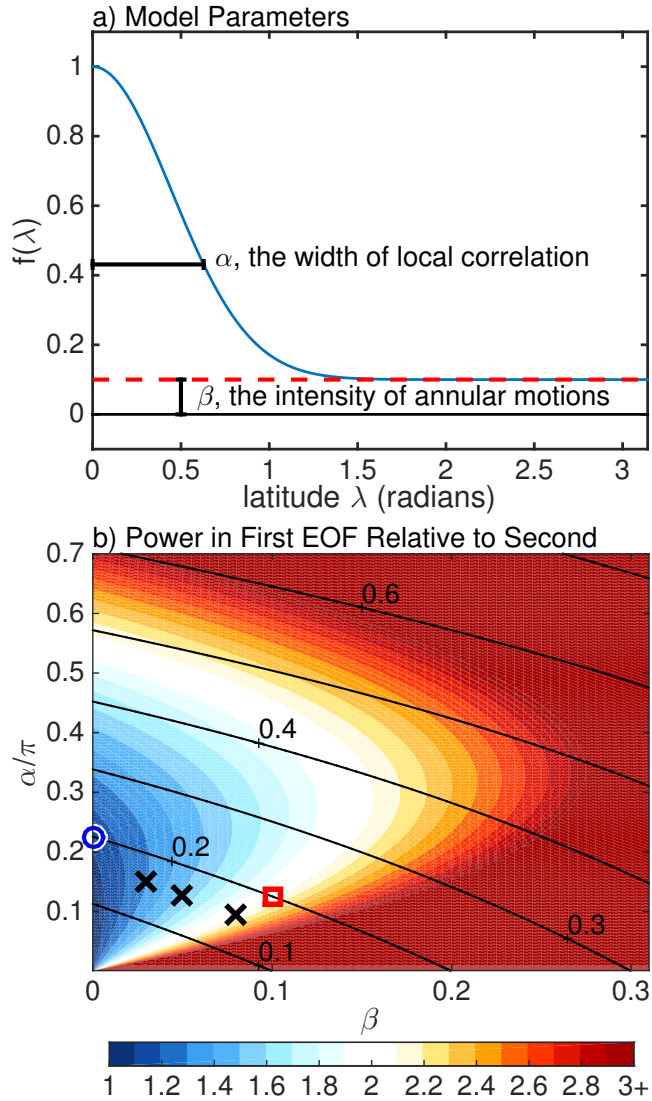 a) Model Parameters
1
0.8
0.6
0.4
0.2
0
f(λ)
α, the width of local correlation
β, the intensity of annular motions
0 0.5 1 1.5 2 2.5 3
latitude λ (radians)
b) Power in First EOF Relative to Second
0.7
0.6
0.5
0.4
0.3
0.2
0.1
α/π
0.6
0.4
0.2
0.3
0.1
0 0.1 0.2 0.3
β
1 1.2 1.4 1.6 1.8 2 2.2 2.4 2.6 2.8 3+